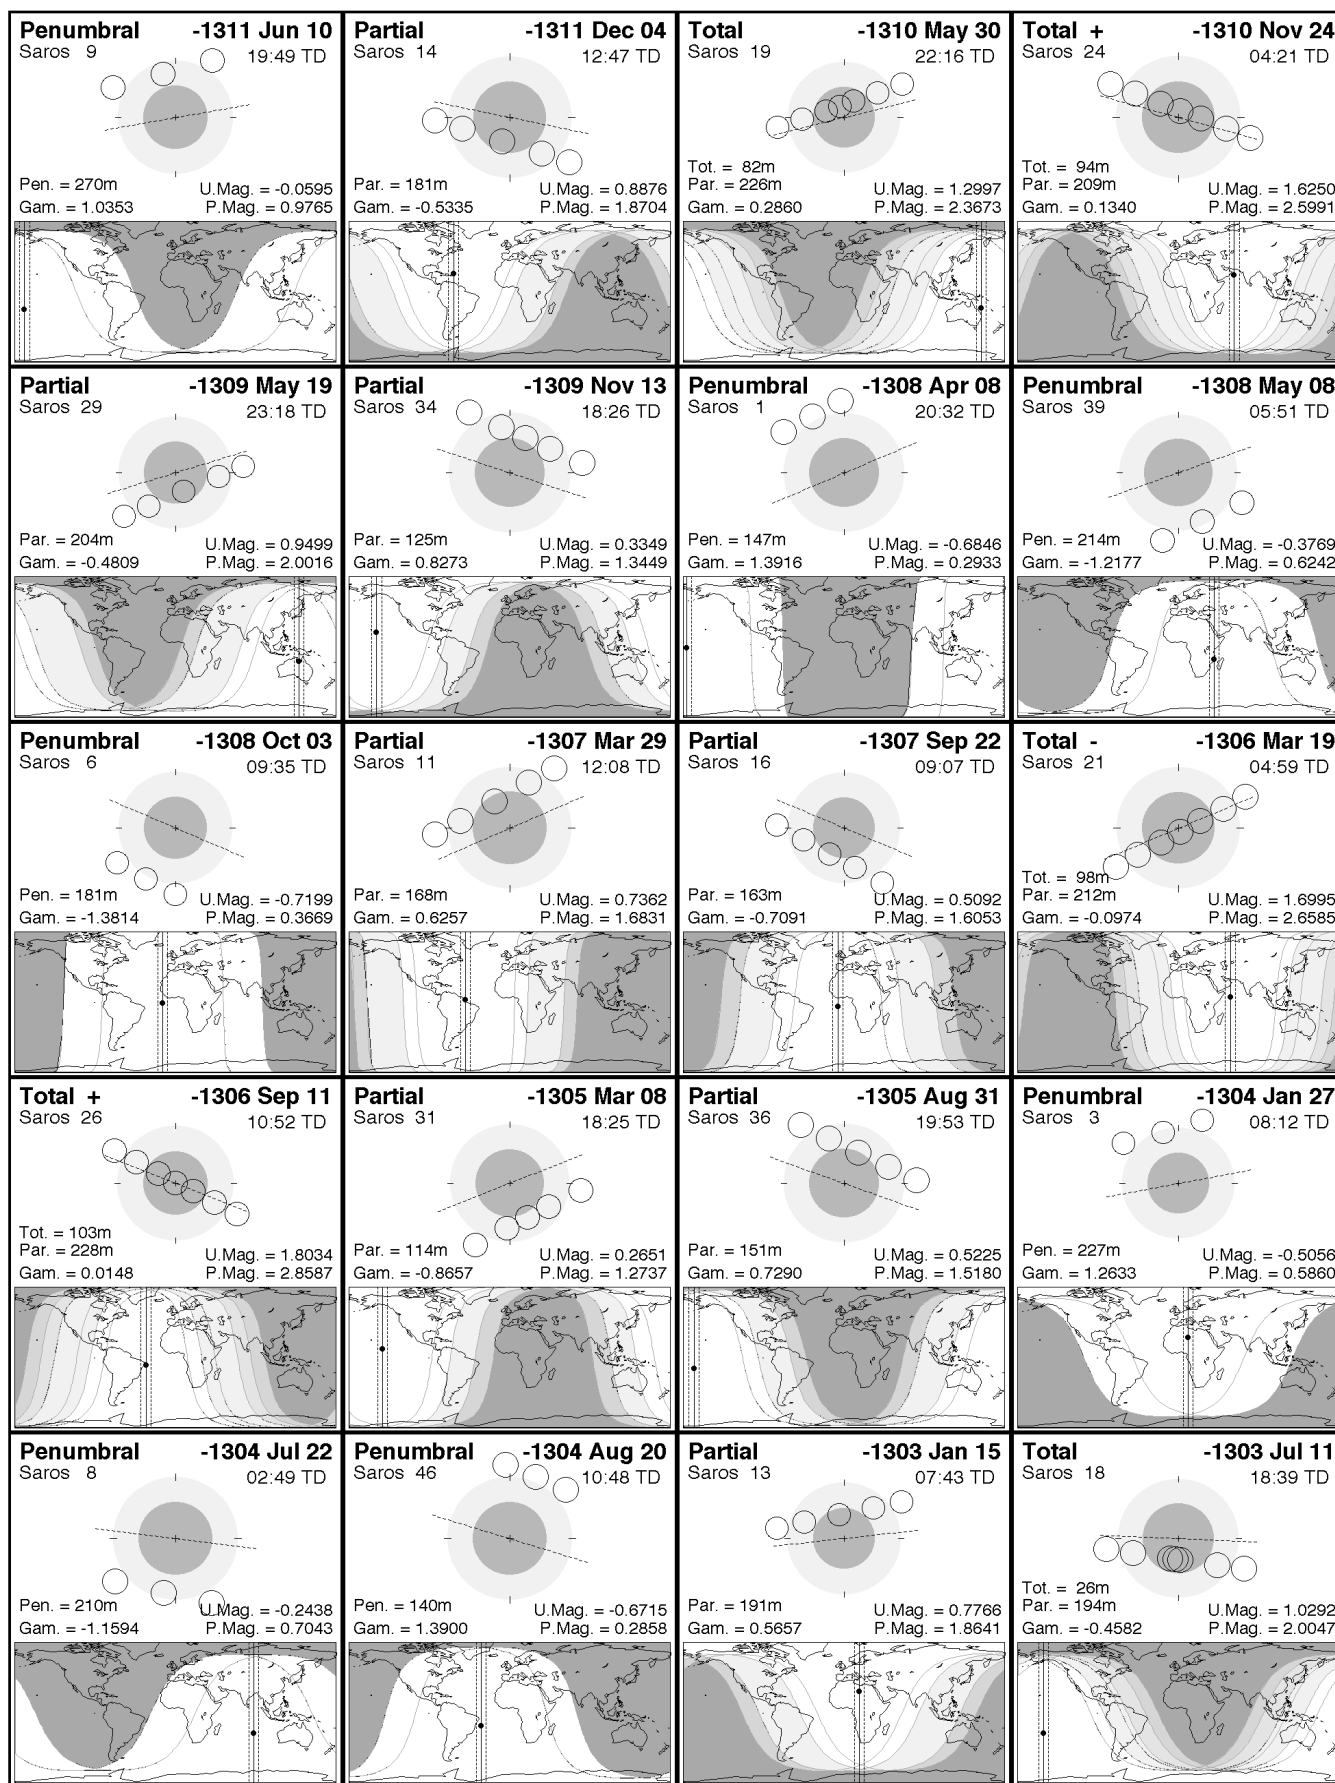 Penumbral -1311 Jun 10
Saros 9 19:49 TD
Pen. = 270m U.Mag. = -0.0595
Gam. = 1.0353 P.Mag. = 0.9765
Partial -1311 Dec 04
Saros 14 12:47 TD
Par. = 181m U.Mag. = 0.8876
Gam. = -0.5335 P.Mag. = 1.8704
Total -1310 May 30
Saros 19 22:16 TD
Tot. = 82m
Par. = 226m U.Mag. = 1.2997
Gam. = 0.2860 P.Mag. = 2.3673
Total + -1310 Nov 24
Saros 24 04:21 TD
Tot. = 94m
Par. = 209m U.Mag. = 1.6250
Gam. = 0.1340 P.Mag. = 2.5991
Partial -1309 May 19
Saros 29 23:18 TD
Par. = 204m U.Mag. = 0.9499
Gam. = -0.4809 P.Mag. = 2.0016
Partial -1309 Nov 13
Saros 34 18:26 TD
Par. = 125m U.Mag. = 0.3349
Gam. = 0.8273 P.Mag. = 1.3449
Penumbral -1308 Apr 08
Saros 1 20:32 TD
Pen. = 147m U.Mag. = -0.6846
Gam. = 1.3916 P.Mag. = 0.2933
Penumbral -1308 May 08
Saros 39 05:51 TD
Pen. = 214m U.Mag. = -0.3769
Gam. = -1.2177 P.Mag. = 0.6242
Penumbral -1308 Oct 03
Saros 6 09:35 TD
Pen. = 181m U.Mag. = -0.7199
Gam. = -1.3814 P.Mag. = 0.3669
Partial -1307 Mar 29
Saros 11 12:08 TD
Par. = 168m U.Mag. = 0.7362
Gam. = 0.6257 P.Mag. = 1.6831
Partial -1307 Sep 22
Saros 16 09:07 TD
Par. = 163m U.Mag. = 0.5092
Gam. = -0.7091 P.Mag. = 1.6053
Total - -1306 Mar 19
Saros 21 04:59 TD
Tot. = 98m
Par. = 212m U.Mag. = 1.6995
Gam. = -0.0974 P.Mag. = 2.6585
Total + -1306 Sep 11
Saros 26 10:52 TD
Tot. = 103m
Par. = 228m U.Mag. = 1.8034
Gam. = 0.0148 P.Mag. = 2.8587
Partial -1305 Mar 08
Saros 31 18:25 TD
Par. = 114m U.Mag. = 0.2651
Gam. = -0.8657 P.Mag. = 1.2737
Partial -1305 Aug 31
Saros 36 19:53 TD
Par. = 151m U.Mag. = 0.5225
Gam. = 0.7290 P.Mag. = 1.5180
Penumbral -1304 Jan 27
Saros 3 08:12 TD
Pen. = 227m U.Mag. = -0.5056
Gam. = 1.2633 P.Mag. = 0.5860
Penumbral -1304 Jul 22
Saros 8 02:49 TD
Pen. = 210m U.Mag. = -0.2438
Gam. = -1.1594 P.Mag. = 0.7043
Penumbral -1304 Aug 20
Saros 46 10:48 TD
Pen. = 140m U.Mag. = -0.6715
Gam. = 1.3900 P.Mag. = 0.2858
Partial -1303 Jan 15
Saros 13 07:43 TD
Par. = 191m U.Mag. = 0.7766
Gam. = 0.5657 P.Mag. = 1.8641
Total -1303 Jul 11
Saros 18 18:39 TD
Tot. = 26m
Par. = 194m U.Mag. = 1.0292
Gam. = -0.4582 P.Mag. = 2.0047